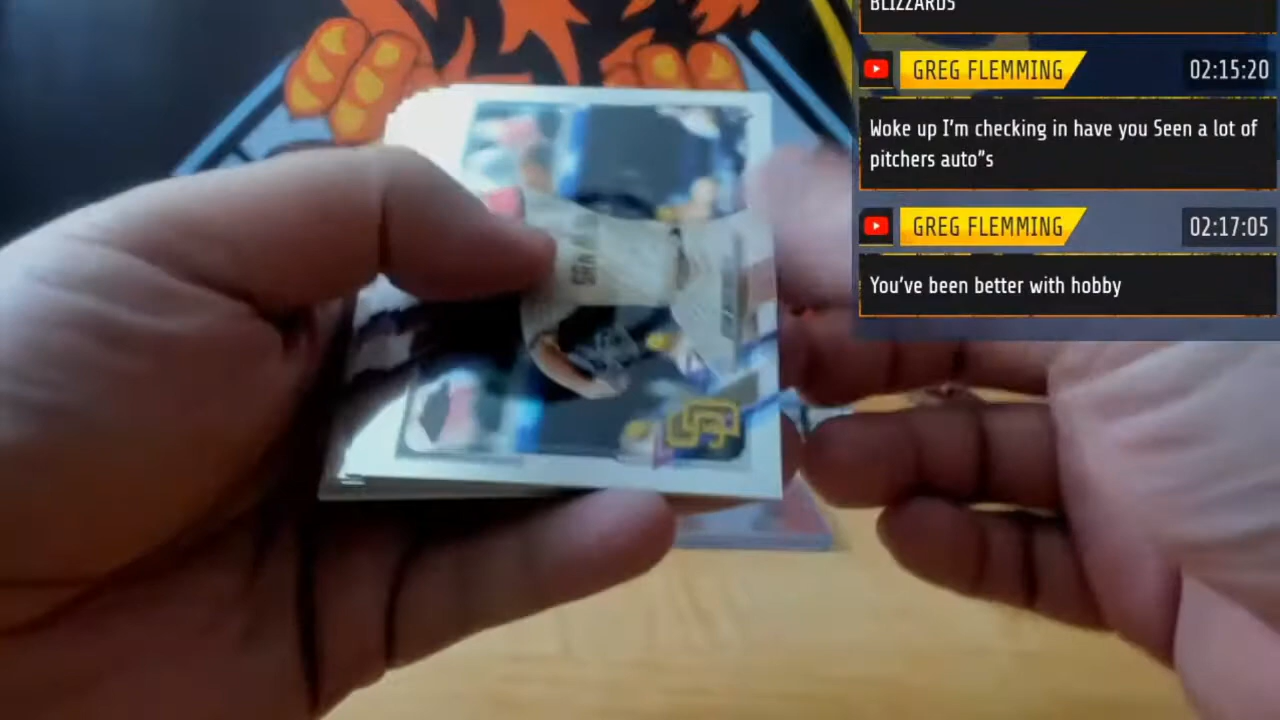 BLIZZARDS
GREG FLEMMING 02:15:20
Woke up I'm checking in have you Seen a lot of
pitchers auto"s
GREG FLEMMING 02:17:05
You've been better with hobby
SD